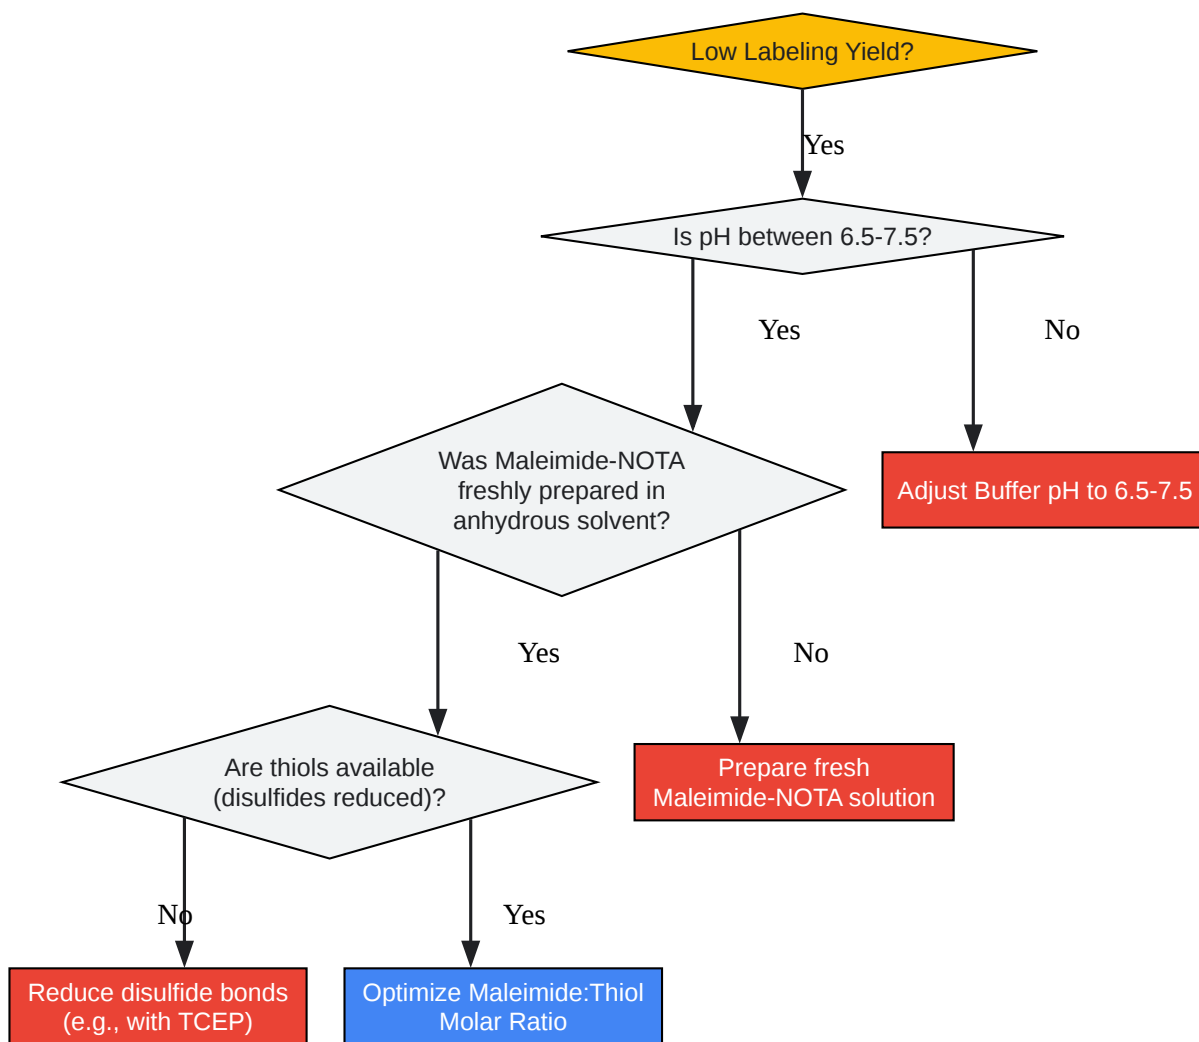 Low Labeling Yield?
Yes
Is pH between 6.5-7.5?
Yes
No
Was Maleimide-NOTA
freshly prepared in
anhydrous solvent?
Adjust Buffer pH to 6.5-7.5
Yes
No
Are thiols available
(disulfides reduced)?
Prepare fresh
Maleimide-NOTA solution
No
Yes
Reduce disulfide bonds
(e.g., with TCEP)
Optimize Maleimide:Thiol
Molar Ratio